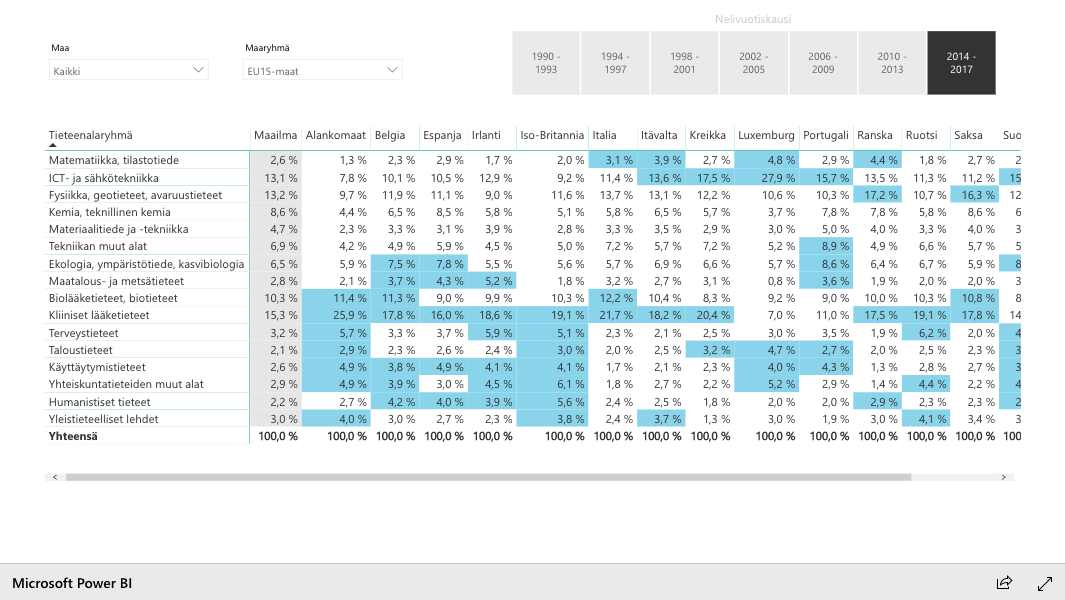 Nelivuotiskausi
Maa
Maaryhmä
Kaikki
EU15-maat
1990 - 1993
1994 - 1997
1998 - 2001
2002 - 2005
2006 - 2009
2010 - 2013
2014 - 2017
Tieteenalaryhmä Maailma Alankomaat Belgia Espanja Irlanti Iso-Britannia Italia Itävalta Kreikka Luxemburg Portugali Ranska Ruotsi Saksa Suo
Matematiikka, tilastotiede 2,6 % 1,3 % 2,3 % 2,9 % 1,7 % 2,0 % 3,1 % 3,9 % 2,7 % 4,8 % 2,9 % 4,4 % 1,8 % 2,7 % 2
ICT- ja sähkötekniikka 13,1 % 7,8 % 10,1 % 10,5 % 12,9 % 9,2 % 11,4 % 13,6 % 17,5 % 27,9 % 15,7 % 13,5 % 11,3 % 11,2 % 15
Fysiikka, geotieteet, avaruustieteet 13,2 % 9,7 % 11,9 % 11,1 % 9,0 % 11,6 % 13,7 % 13,1 % 12,2 % 10,6 % 10,3 % 17,2 % 10,7 % 16,3 % 12
Kemia, teknillinen kemia 8,6 % 4,4 % 6,5 % 8,5 % 5,8 % 5,1 % 5,8 % 6,5 % 5,7 % 3,7 % 7,8 % 7,8 % 5,8 % 8,6 % 6
Materiaalitiede ja -tekniikka 4,7 % 2,3 % 3,3 % 3,1 % 3,9 % 2,8 % 3,3 % 3,5 % 2,9 % 3,0 % 5,0 % 4,0 % 3,3 % 4,0 % 3
Tekniikan muut alat 6,9 % 4,2 % 4,9 % 5,9 % 4,5 % 5,0 % 7,2 % 5,7 % 7,2 % 5,2 % 8,9 % 4,9 % 6,6 % 5,7 % 5
Ekologia, ympäristötiede, kasvibiologia 6,5 % 5,9 % 7,5 % 7,8 % 5,5 % 5,6 % 5,7 % 6,9 % 6,6 % 5,7 % 8,6 % 6,4 % 6,7 % 5,9 % 8
Maatalous- ja metsätieteet 2,8 % 2,1 % 3,7 % 4,3 % 5,2 % 1,8 % 3,2 % 2,7 % 3,1 % 0,8 % 3,6 % 1,9 % 2,0 % 2,0 % 3
Biolääketieteet, biotieteet 10,3 % 11,4 % 11,3 % 9,0 % 9,9 % 10,3 % 12,2 % 10,4 % 8,3 % 9,2 % 9,0 % 10,0 % 10,3 % 10,8 % 8
Kliiniset lääketieteet 15,3 % 25,9 % 17,8 % 16,0 % 18,6 % 19,1 % 21,7 % 18,2 % 20,4 % 7,0 % 11,0 % 17,5 % 19,1 % 17,8 % 14
Terveystieteet 3,2 % 5,7 % 3,3 % 3,7 % 5,9 % 5,1 % 2,3 % 2,1 % 2,5 % 3,0 % 3,5 % 1,9 % 6,2 % 2,0 % 4
Taloustieteet 2,1 % 2,9 % 2,3 % 2,6 % 2,4 % 3,0 % 2,0 % 2,5 % 3,2 % 4,7 % 2,7 % 2,0 % 2,5 % 2,3 % 3
Käyttäytymistieteet 2,6 % 4,9 % 3,8 % 4,9 % 4,1 % 4,1 % 1,7 % 2,1 % 2,3 % 4,0 % 4,3 % 1,3 % 2,8 % 2,7 % 3
Yhteiskuntatieteiden muut alat 2,9 % 4,9 % 3,9 % 3,0 % 4,5 % 6,1 % 1,8 % 2,7 % 2,2 % 5,2 % 2,9 % 1,4 % 4,4 % 2,2 % 4
Humanistiset tieteet 2,2 % 2,7 % 4,2 % 4,0 % 3,9 % 5,6 % 2,4 % 2,5 % 1,8 % 2,0 % 2,0 % 2,9 % 2,3 % 2,3 % 2
Yleistieteelliset lehdet 3,0 % 4,0 % 3,0 % 2,7 % 2,3 % 3,8 % 2,4 % 3,7 % 1,3 % 3,0 % 1,9 % 3,0 % 4,1 % 3,4 % 3
Yhteensä 100,0 % 100,0 % 100,0 % 100,0 % 100,0 % 100,0 % 100,0 % 100,0 % 100,0 % 100,0 % 100,0 % 100,0 % 100,0 % 100,0 % 100
Microsoft Power BI